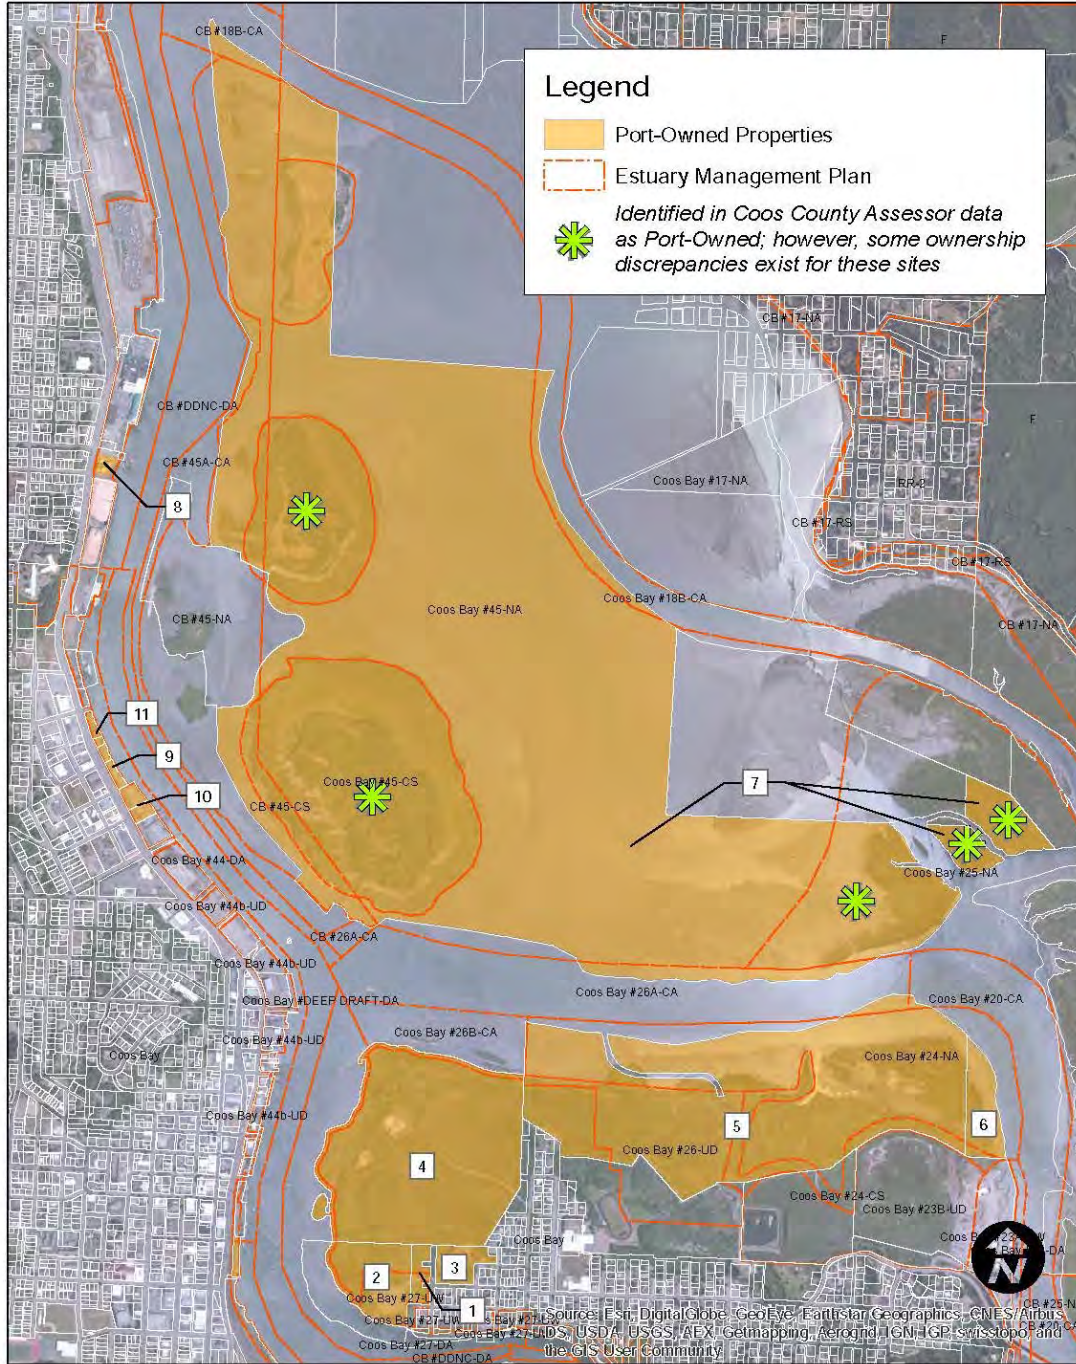 CB #18B-CA
F
Legend
Port-Owned Properties
Estuary Management Plan
Identified in Coos County Assessor data
as Port-Owned; however, some ownership
discrepancies exist for these sites
CB #17-NA
CB #DDNC-DA
F
CB #45A-CA
Coos Bay #17-NA
RR-2
8
CB #17-RS
CB #17-RS
Coos Bay #18B-CA
Coos Bay #45-NA
CB #45-NA
CB #17-NA
11
9
7
Coos Bay #45-CS
10
CB #45-CS
Coos Bay #44-DA
Coos Bay #25-NA
Coos Bay #44b-UD
CB #26A-CA
Coos Bay #44b-UD
Coos Bay #26A-CA
Coos Bay #DEEP DRAFT-DA
Coos Bay #20-CA
Coos Bay #26B-CA
Coos Bay #44b-UD
Coos Bay
Coos Bay #24-NA
Coos Bay #44b-UD
5
6
Coos Bay #26-UD
4
Coos Bay #24-CS
Coos Bay #23B-UD
Coos Bay
N
3
2
Coos Bay #27-UW
1
CB #25-N
Source: Esri, DigitalGlobe, GeoEye, Earthstar Geographics, CNES/Airbus
DS, USDA, USGS, AEX, Getmapping, Aerogrid, IGN, IGP, swisstopo, and
the GIS User Community
Coos Bay #27-DA
CB #DDNC-DA